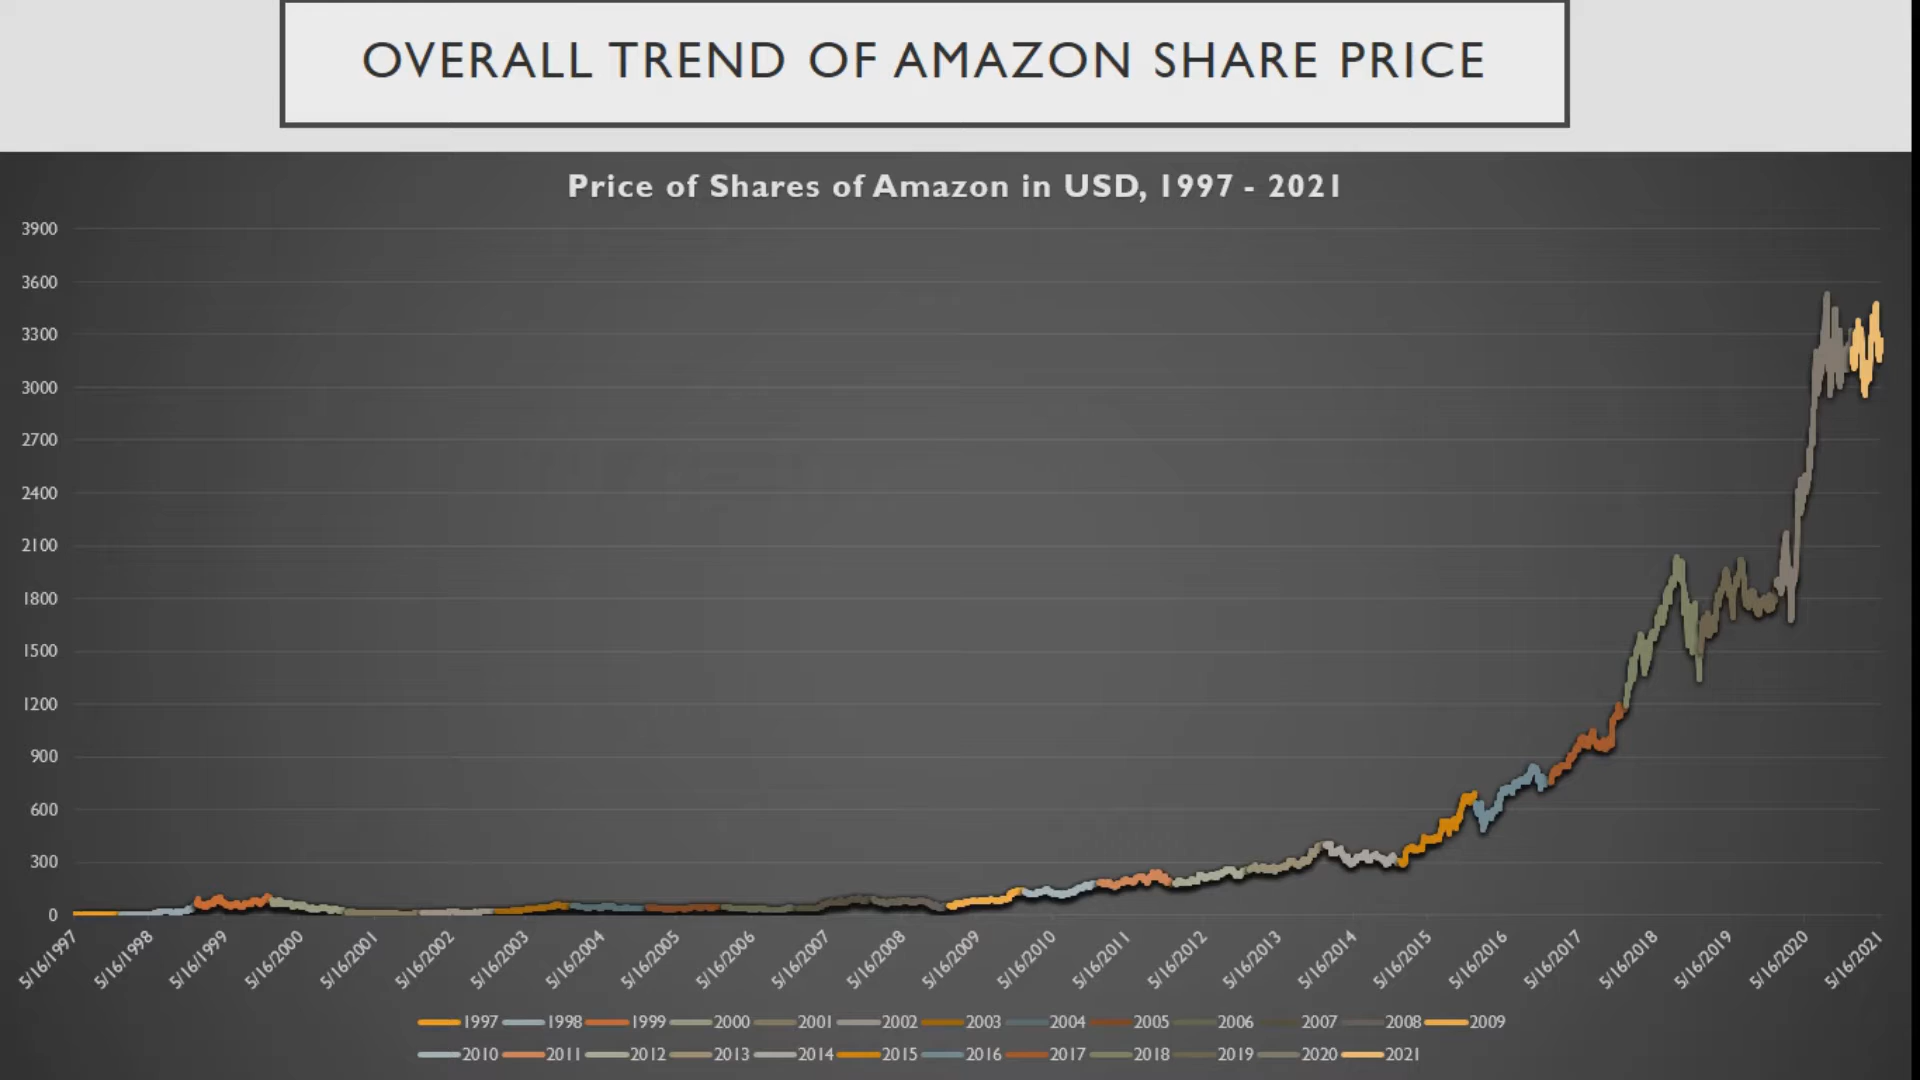 OVERALL TREND OF AMAZON SHARE PRICE
Price of Shares of Amazon in USD, 1997 - 2021
3900
3600
3300
3000
2700
2400
2100
1800
1500
1200
900
600
300
0
5/16/1997 5/16/1998 5/16/1999 5/16/2000 5/16/2001 5/16/2002 5/16/2003 5/16/2004 5/16/2005 5/16/2006 5/16/2007 5/16/2008 5/16/2009 5/16/2010 5/16/2011 5/16/2012 5/16/2013 5/16/2014 5/16/2015 5/16/2016 5/16/2017 5/16/2018 5/16/2019 5/16/2020 5/16/2021
1997 1998 1999 2000 2001 2002 2003 2004 2005 2006 2007 2008 2009
2010 2011 2012 2013 2014 2015 2016 2017 2018 2019 2020 2021